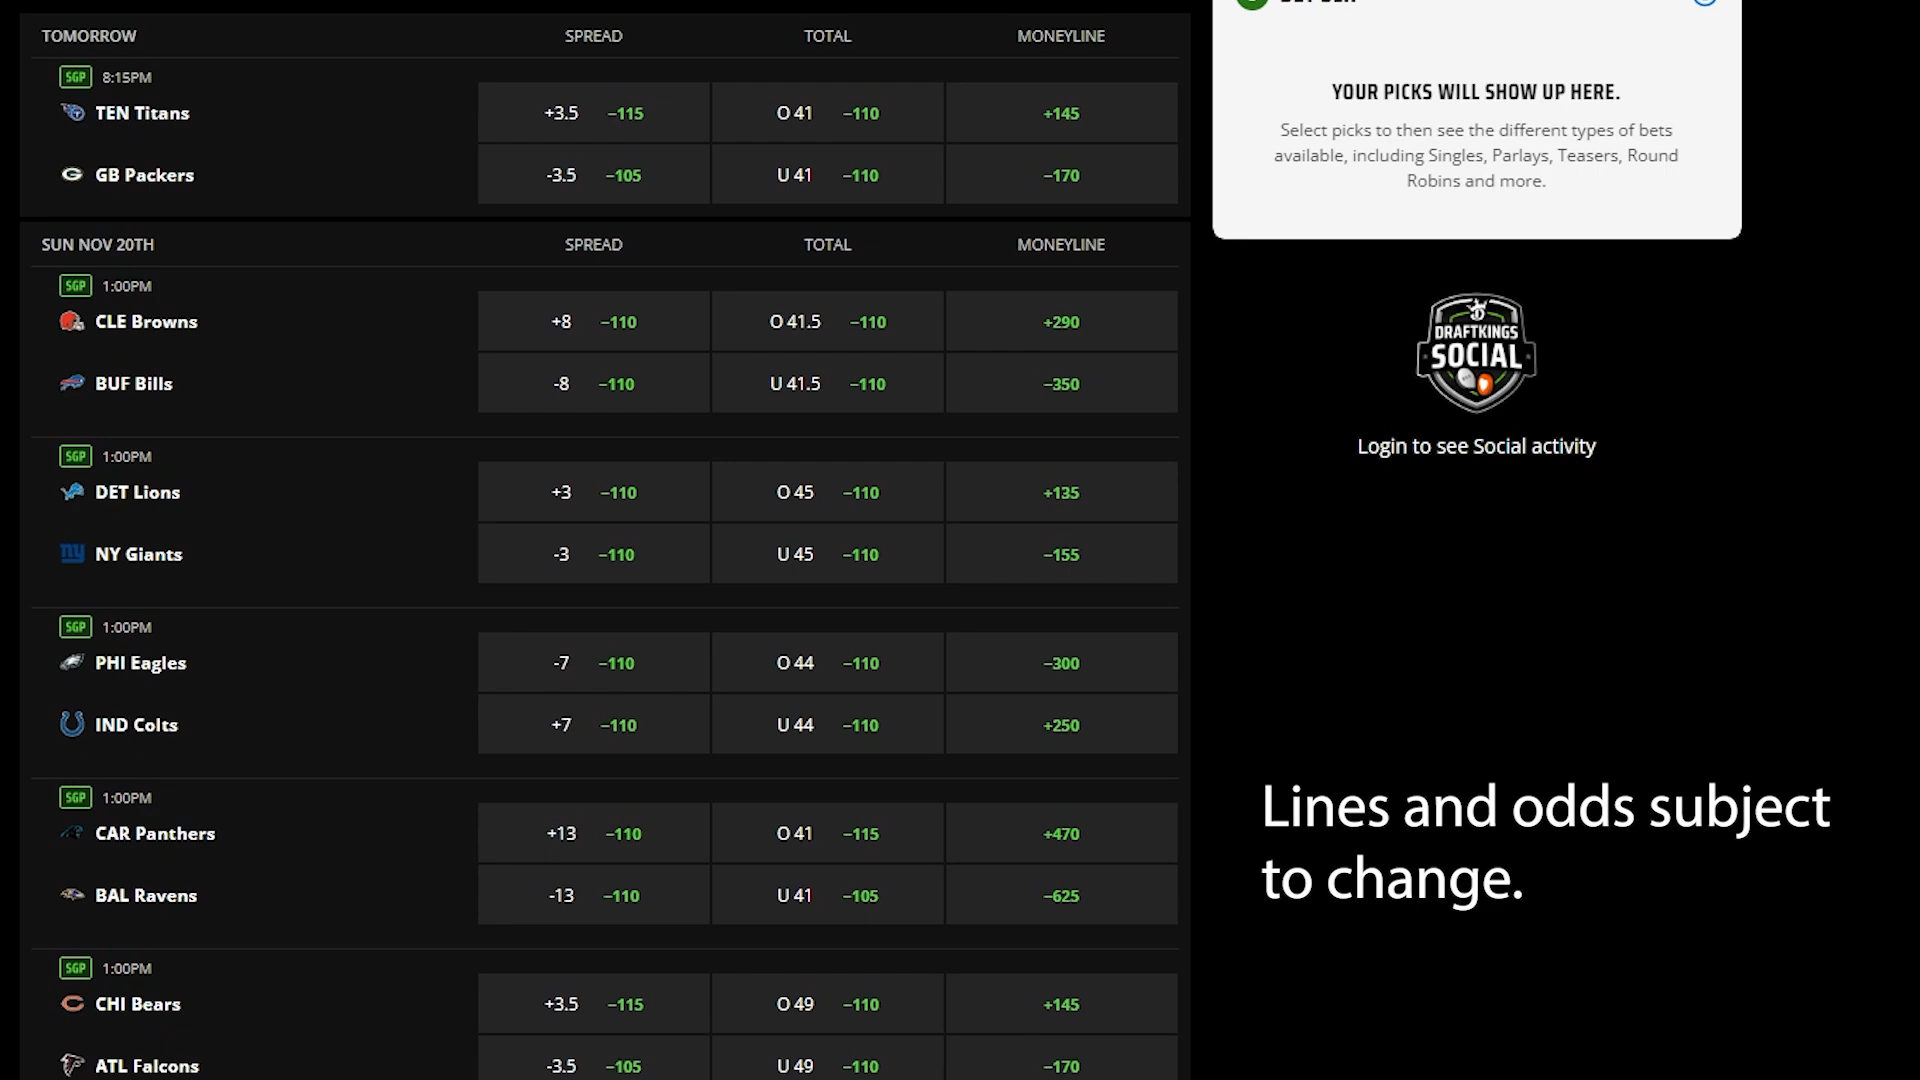 TOMORROW SPREAD TOTAL MONEYLINE
SGP 8:15PM
TEN Titans +3.5 −115 O 41 −110 +145
GB Packers -3.5 −105 U 41 −110 −170
SUN NOV 20TH SPREAD TOTAL MONEYLINE
SGP 1:00PM
CLE Browns +8 −110 O 41.5 −110 +290
BUF Bills -8 −110 U 41.5 −110 −350
SGP 1:00PM
DET Lions +3 −110 O 45 −110 +135
NY Giants -3 −110 U 45 −110 −155
SGP 1:00PM
PHI Eagles -7 −110 O 44 −110 −300
IND Colts +7 −110 U 44 −110 +250
SGP 1:00PM
CAR Panthers +13 −110 O 41 −115 +470
BAL Ravens -13 −110 U 41 −105 −625
SGP 1:00PM
CHI Bears +3.5 −115 O 49 −110 +145
ATL Falcons -3.5 −105 U 49 −110 −170
YOUR PICKS WILL SHOW UP HERE.
Select picks to then see the different types of bets
available, including Singles, Parlays, Teasers, Round
Robins and more.
DRAFTKINGS
SOCIAL
Login to see Social activity
Lines and odds subject
to change.